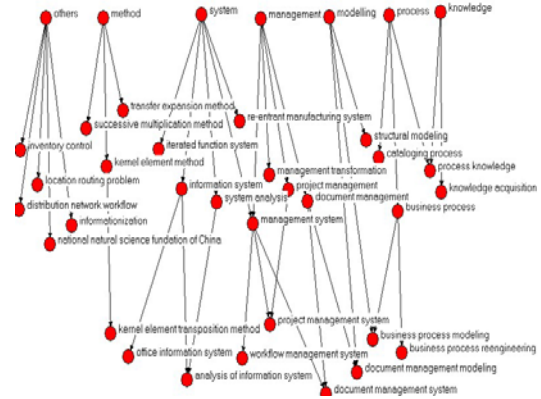 others
method
system
management
modelling
process
knowledge
transfer expansion method
successive multiplication method
re-entrant manufacturing system
structural modeling
inventory control
iterated function system
cataloging process
kernel element method
management transformation
process knowledge
location routing problem
information system
project management
knowledge acquisition
system analysis
document management
distribution network workflow
business process
informationization
management system
national natural science fundation of China
kernel element transposition method
project management system
business process modeling
office information system
workflow management system
business process reengineering
analysis of information system
document management modeling
document management system